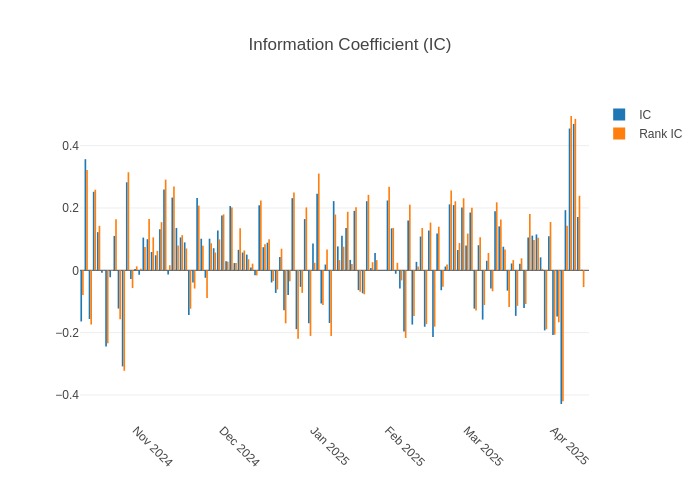 Information Coefficient (IC)
IC
Rank IC
0.4
0.2
0
−0.2
−0.4
Nov 2024
Dec 2024
Jan 2025
Feb 2025
Mar 2025
Apr 2025